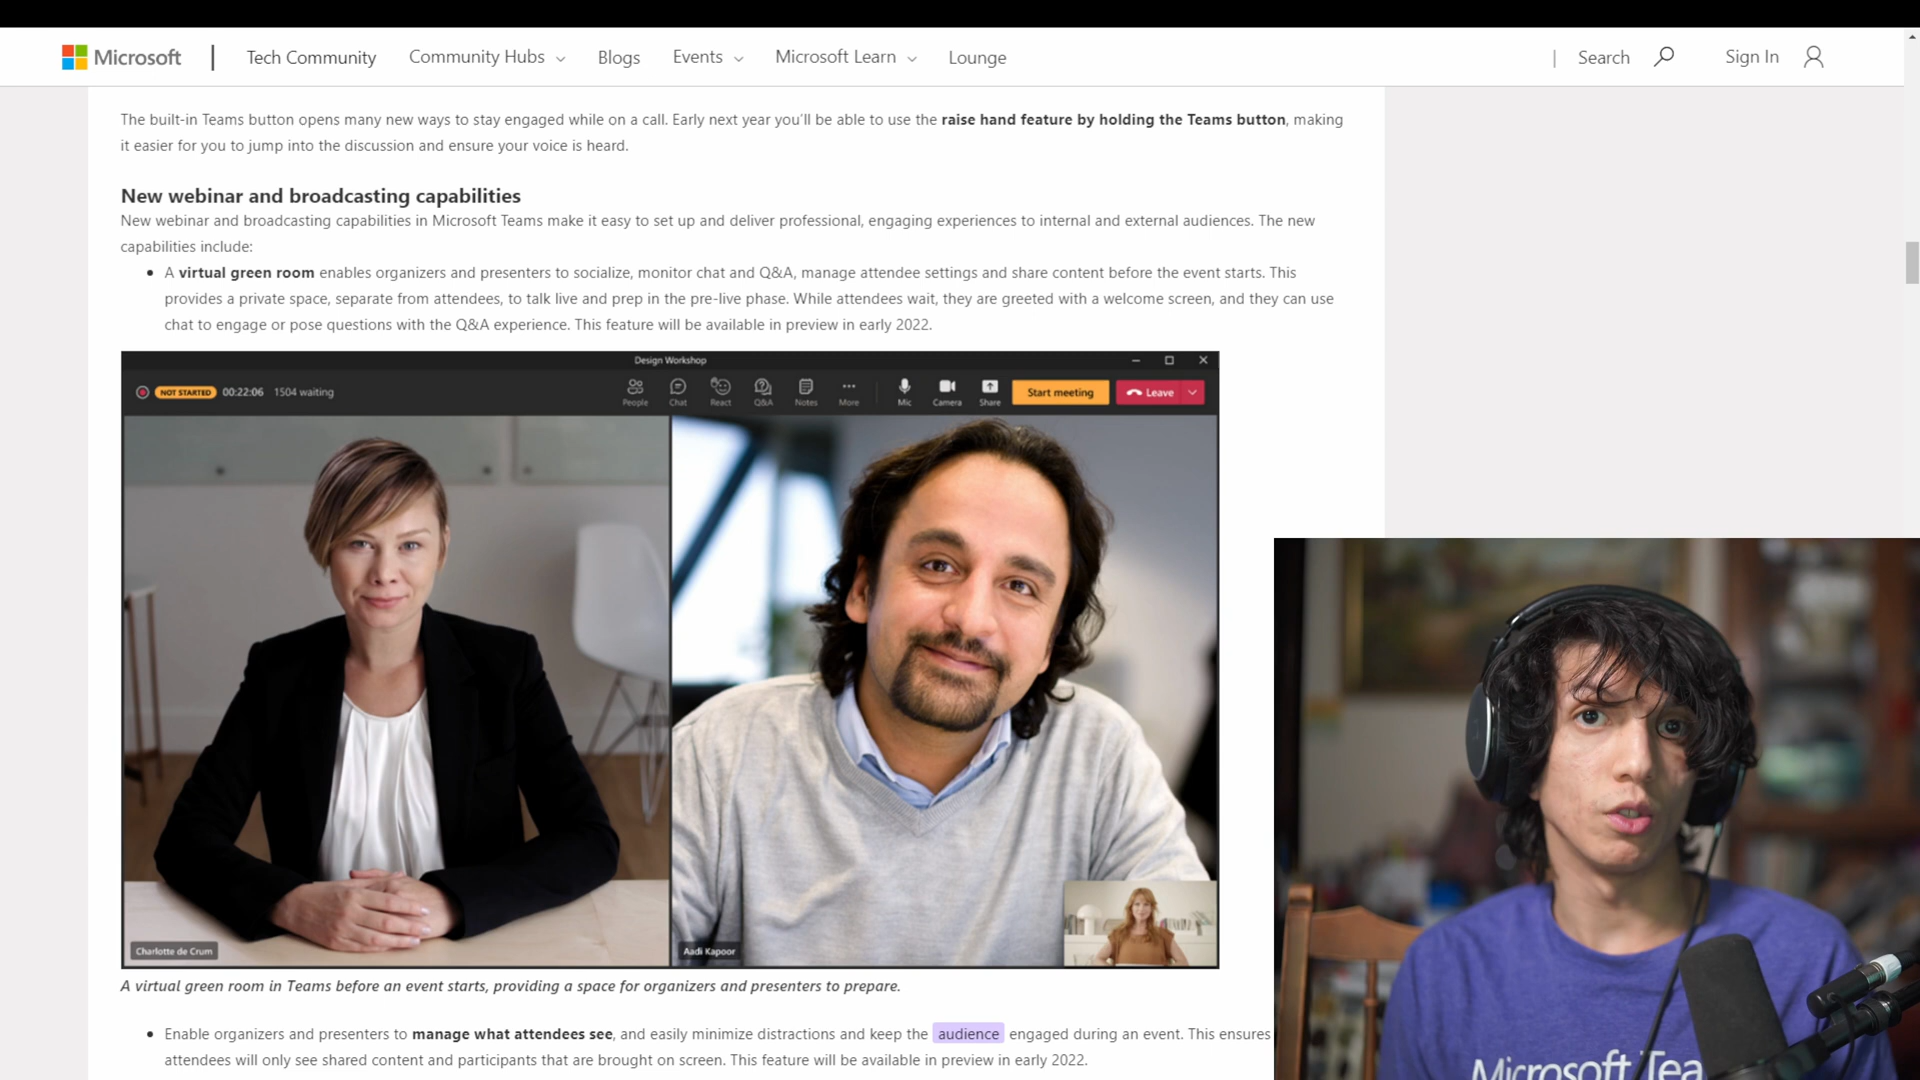 Microsoft | Tech Community Community Hubs Blogs Events Microsoft Learn Lounge | Search Sign In
The built-in Teams button opens many new ways to stay engaged while on a call. Early next year you'll be able to use the raise hand feature by holding the Teams button, making
it easier for you to jump into the discussion and ensure your voice is heard.
New webinar and broadcasting capabilities
New webinar and broadcasting capabilities in Microsoft Teams make it easy to set up and deliver professional, engaging experiences to internal and external audiences. The new
capabilities include:
• A virtual green room enables organizers and presenters to socialize, monitor chat and Q&A, manage attendee settings and share content before the event starts. This
provides a private space, separate from attendees, to talk live and prep in the pre-live phase. While attendees wait, they are greeted with a welcome screen, and they can use
chat to engage or pose questions with the Q&A experience. This feature will be available in preview in early 2022.
Design Workshop
NOT STARTED 00:22:06 1504 waiting
People Chat React Q&A Notes More Mic Camera Share Start meeting Leave
Charlotte de Crum
Aadi Kapoor
A virtual green room in Teams before an event starts, providing a space for organizers and presenters to prepare.
• Enable organizers and presenters to manage what attendees see, and easily minimize distractions and keep the audience engaged during an event. This ensures
attendees will only see shared content and participants that are brought on screen. This feature will be available in preview in early 2022.
Microsoft Tea